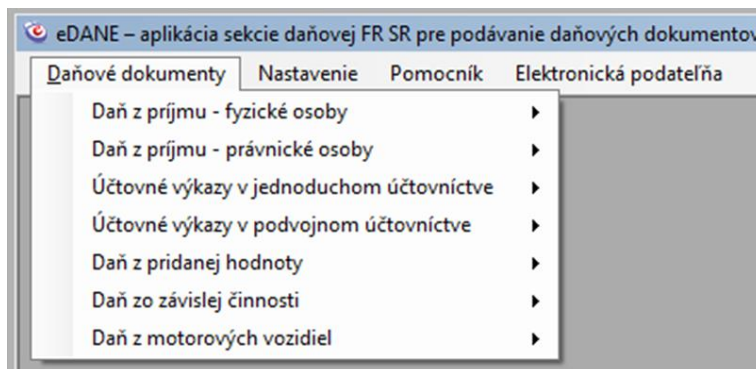 eDANE – aplikácia sekcie daňovej FR SR pre podávanie daňových dokumentov
Daňové dokumenty Nastavenie Pomocník Elektronická podateľňa
Daň z príjmu - fyzické osoby
Daň z príjmu - právnické osoby
Účtovné výkazy v jednoduchom účtovníctve
Účtovné výkazy v podvojnom účtovníctve
Daň z pridanej hodnoty
Daň zo závislej činnosti
Daň z motorových vozidiel